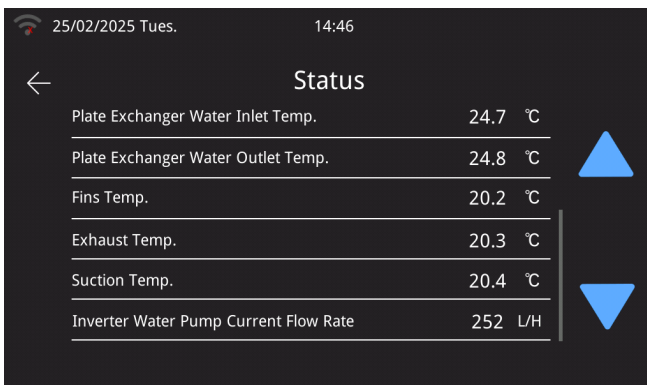 25/02/2025 Tues. 14:46
Status
Plate Exchanger Water Inlet Temp. 24.7 ℃
Plate Exchanger Water Outlet Temp. 24.8 ℃
Fins Temp. 20.2 ℃
Exhaust Temp. 20.3 ℃
Suction Temp. 20.4 ℃
Inverter Water Pump Current Flow Rate 252 L/H